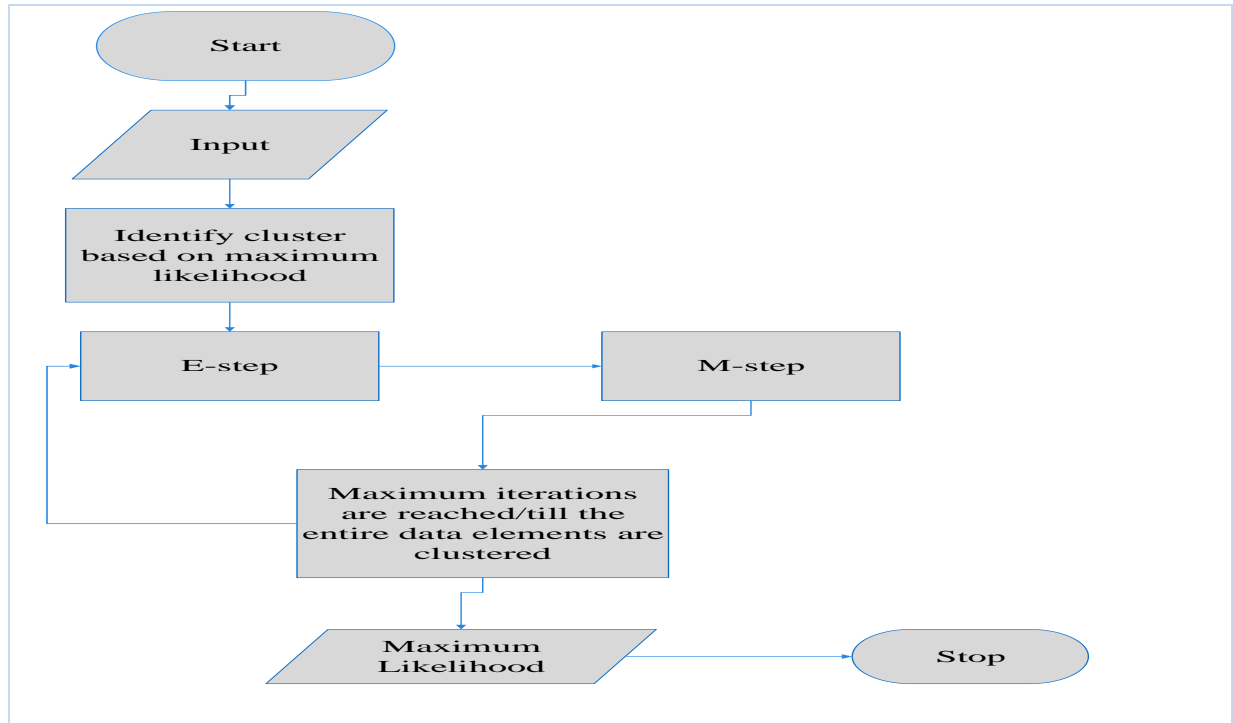 Start
Input
Identify cluster
based on maximum
likelihood
E-step
M-step
Maximum iterations
are reached/till the
entire data elements are
clustered
Maximum
Likelihood
Stop